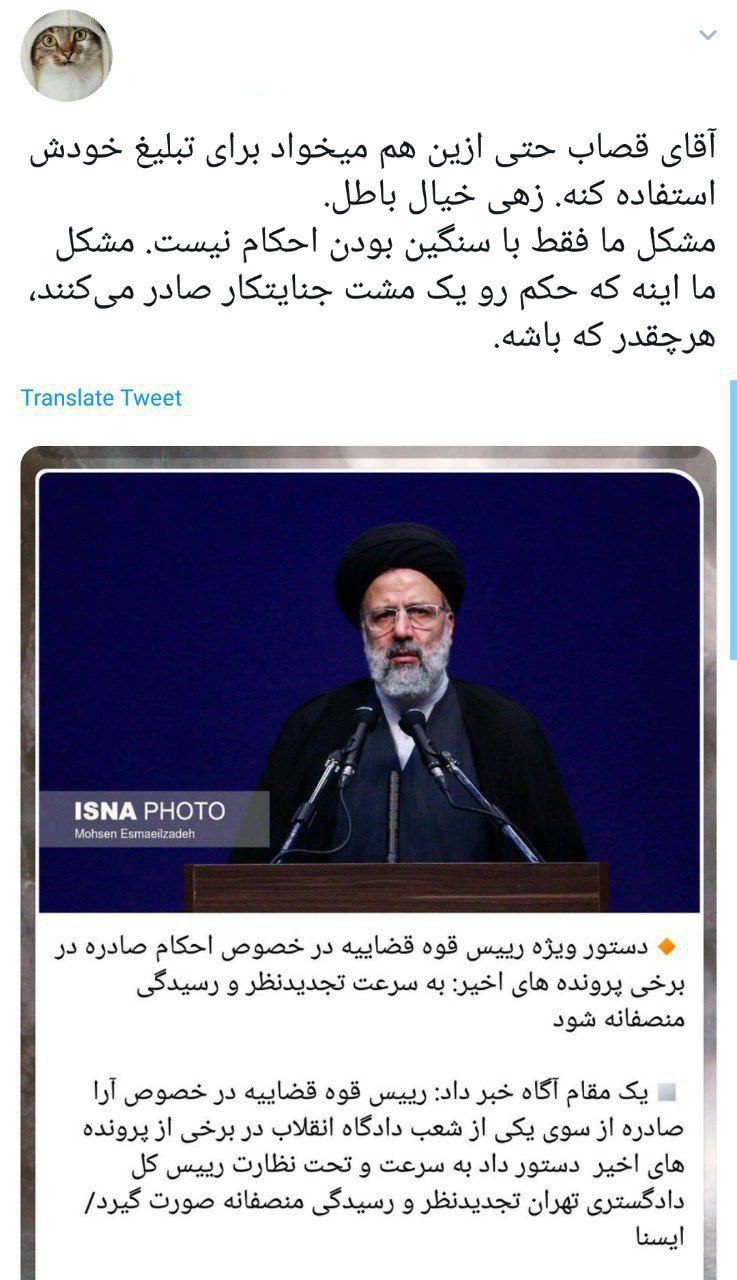 آقای قصاب حتی ازین هم میخواد برای تبلیغ خودش
استفاده کنه. زهی خیال باطل.
مشکل ما فقط با سنگین بودن احکام نیست. مشکل
ما اینه که حکم رو یک مشت جنایتکار صادر می‌کنند،
هرچقدر که باشه.
Translate Tweet
ISNA PHOTO
Mohsen Esmaeilzadeh
دستور ویژه رییس قوه قضاییه در خصوص احکام صادره در
برخی پرونده های اخیر: به سرعت تجدیدنظر و رسیدگی
منصفانه شود
یک مقام آگاه خبر داد: رییس قوه قضاییه در خصوص آرا
صادره از سوی یکی از شعب دادگاه انقلاب در برخی از پرونده
های اخیر دستور داد به سرعت و تحت نظارت رییس کل
دادگستری تهران تجدیدنظر و رسیدگی منصفانه صورت گیرد/
ایسنا